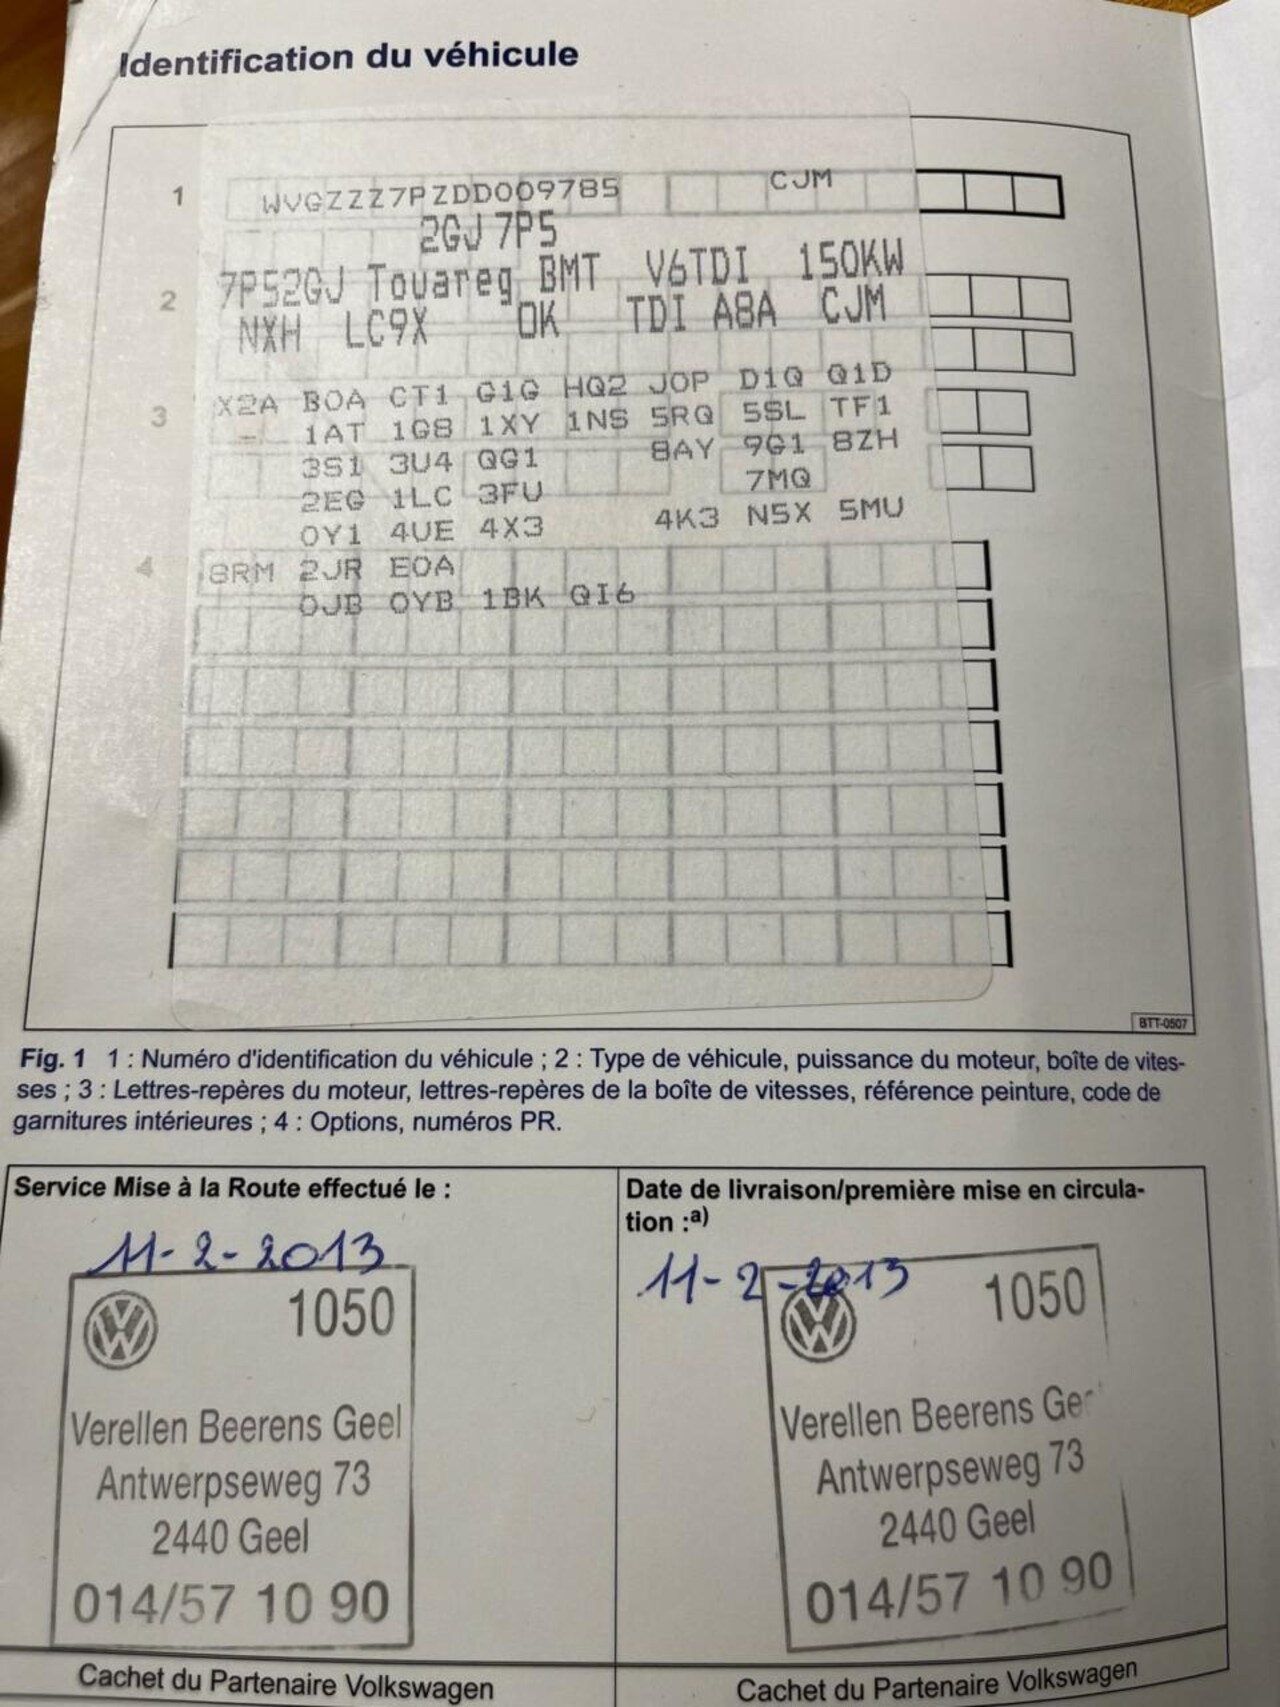 Identification du véhicule
1 WVGZZZ7PZDD009785 CJM
2GJ 7P5
7P52GJ Touareg BMT V6TDI 150KW
2 NXH LC9X 0K TDI A8A CJM
X2A B0A CT1 G1G HQ2 J0P D1Q Q1D
3 - 1AT 1G8 1XY 1NS 5RQ 5SL TF1
3S1 3U4 QG1 8AY 9G1 8ZH
2EG 1LC 3FU 7MQ
0Y1 4UE 4X3 4K3 N5X 5MU
4 8RM 2JR E0A
0JB 0YB 1BK QI6
BTT-0507
Fig. 1 1 : Numéro d'identification du véhicule ; 2 : Type de véhicule, puissance du moteur, boîte de vites-
ses ; 3 : Lettres-repères du moteur, lettres-repères de la boîte de vitesses, référence peinture, code de
garnitures intérieures ; 4 : Options, numéros PR.
Service Mise à la Route effectué le :
11-2-2013
1050
Verellen Beerens Geel
Antwerpseweg 73
2440 Geel
014/57 10 90
Cachet du Partenaire Volkswagen
Date de livraison/première mise en circula-
tion :a)
11-2-2013
1050
Verellen Beerens Geel
Antwerpseweg 73
2440 Geel
014/57 10 90
Cachet du Partenaire Volkswagen